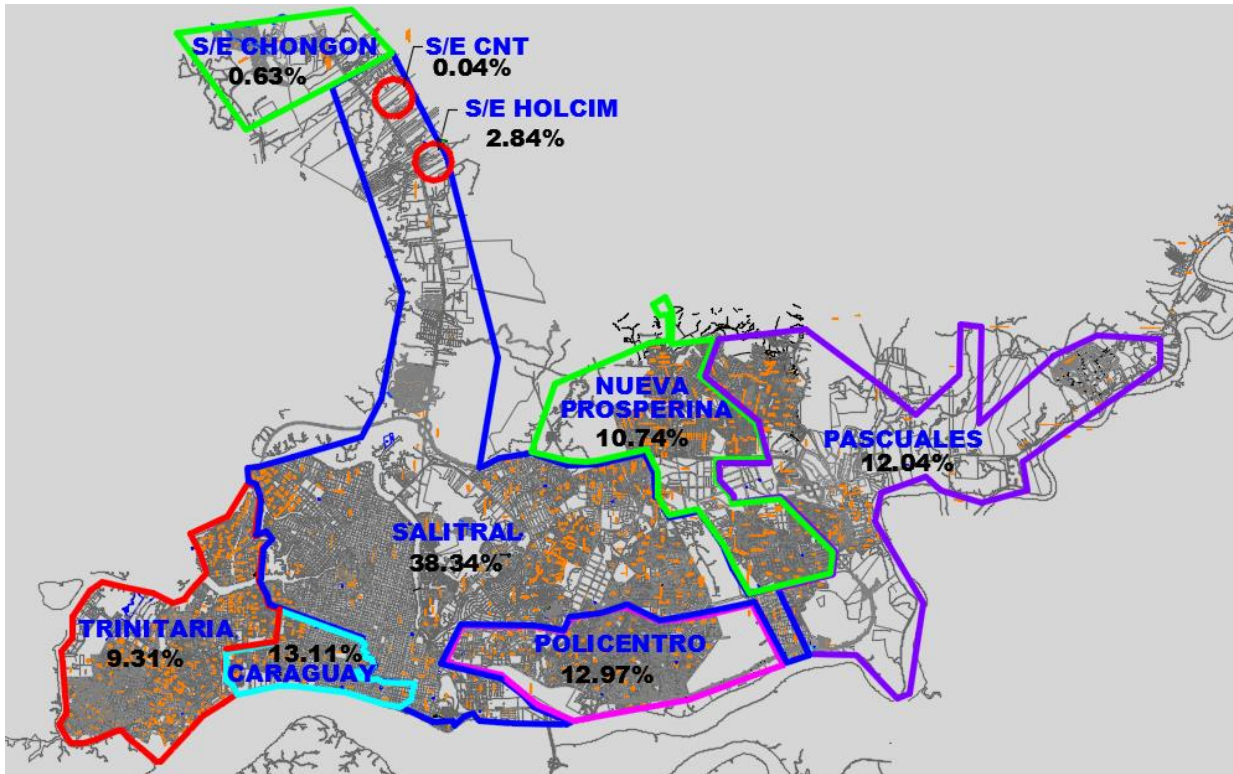 S/E CHONGON
0.63%
S/E CNT
0.04%
S/E HOLCIM
2.84%
NUEVA
PROSPERINA
10.74%
PASCUALES
12.04%
SALITRAL
38.34%
TRINITARIA
9.31%
13.11%
CARAGUAY
POLICENTRO
12.97%